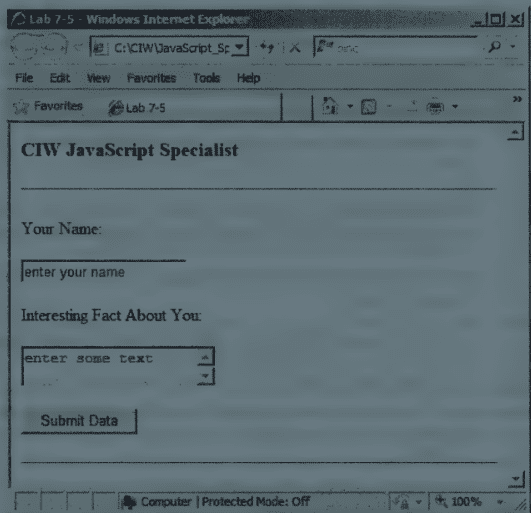 Lab 7-5 - Windows Internet Explorer
C:\CIW\JavaScript_Sp
File Edit View Favorites Tools Help
Favorites Lab 7-5
CIW JavaScript Specialist
Your Name:
enter your name
Interesting Fact About You:
enter some text
Submit Data
Computer | Protected Mode: Off 100%